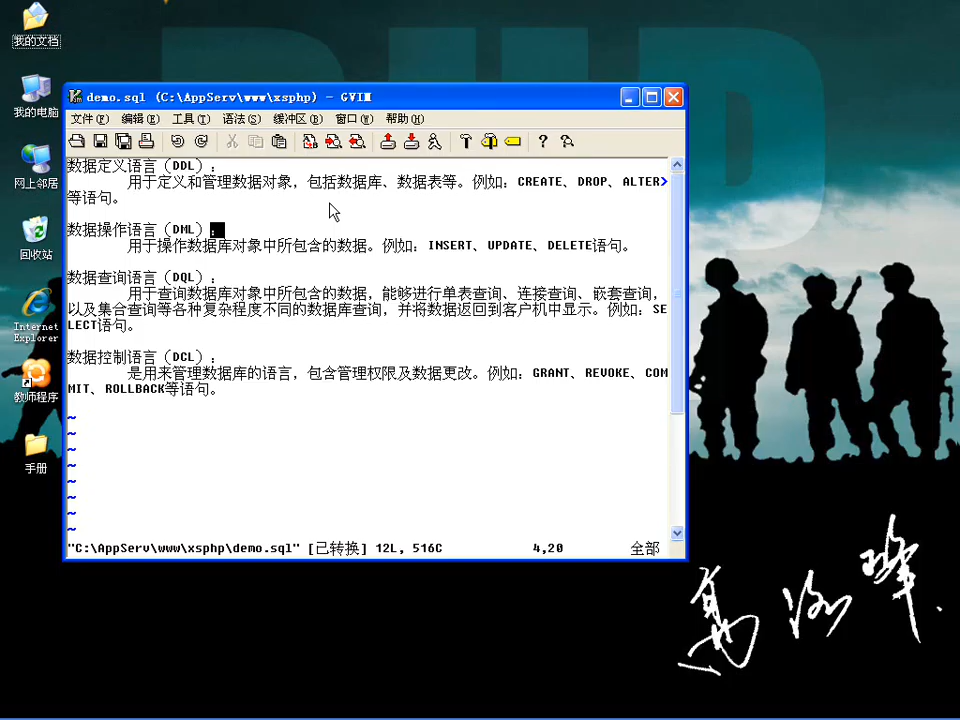 我的文档
我的电脑
网上邻居
回收站
Internet
Explorer
教师程序
手册
demo.sql (C:\AppServ\www\xsphp) - GVIM
文件(F) 编辑(E) 工具(T) 语法(S) 缓冲区(B) 窗口(W) 帮助(H)
数据定义语言（DDL）：
用于定义和管理数据对象，包括数据库、数据表等。例如：CREATE、DROP、ALTER>
等语句。
数据操作语言（DML）：
用于操作数据库对象中所包含的数据。例如：INSERT、UPDATE、DELETE语句。
数据查询语言（DQL）：
用于查询数据库对象中所包含的数据，能够进行单表查询、连接查询、嵌套查询，
以及集合查询等各种复杂程度不同的数据库查询，并将数据返回到客户机中显示。例如：SE
LECT语句。
数据控制语言（DCL）：
是用来管理数据库的语言，包含管理权限及数据更改。例如：GRANT、REVOKE、COM
MIT、ROLLBACK等语句。
~
~
~
~
~
~
~
~
"C:\AppServ\www\xsphp\demo.sql" [已转换] 12L, 516C 4,20 全部